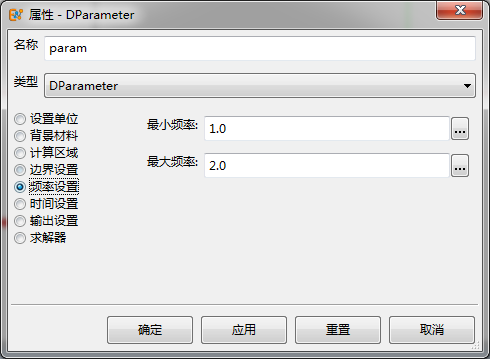 属性 - DParameter
名称 param
类型 DParameter
设置单位
背景材料
计算区域
边界设置
频率设置
时间设置
输出设置
求解器
最小频率: 1.0 ...
最大频率: 2.0 ...
确定 应用 重置 取消